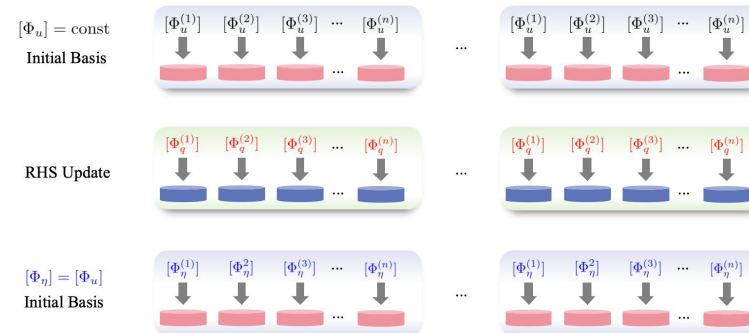 [Φ_u] = const
Initial Basis
[Φ_u^(1)] [Φ_u^(2)] [Φ_u^(3)] ... [Φ_u^(n)] ... [Φ_u^(1)] [Φ_u^(2)] [Φ_u^(3)] ... [Φ_u^(n)]
... ...
RHS Update
[Φ_q^(1)] [Φ_q^(2)] [Φ_q^(3)] ... [Φ_q^(n)] ... [Φ_q^(1)] [Φ_q^(2)] [Φ_q^(3)] ... [Φ_q^(n)]
... ...
[Φ_η] = [Φ_u]
Initial Basis
[Φ_η^(1)] [Φ_η^2] [Φ_η^(3)] ... [Φ_η^(n)] ... [Φ_η^(1)] [Φ_η^2] [Φ_η^(3)] ... [Φ_η^(n)]
... ...